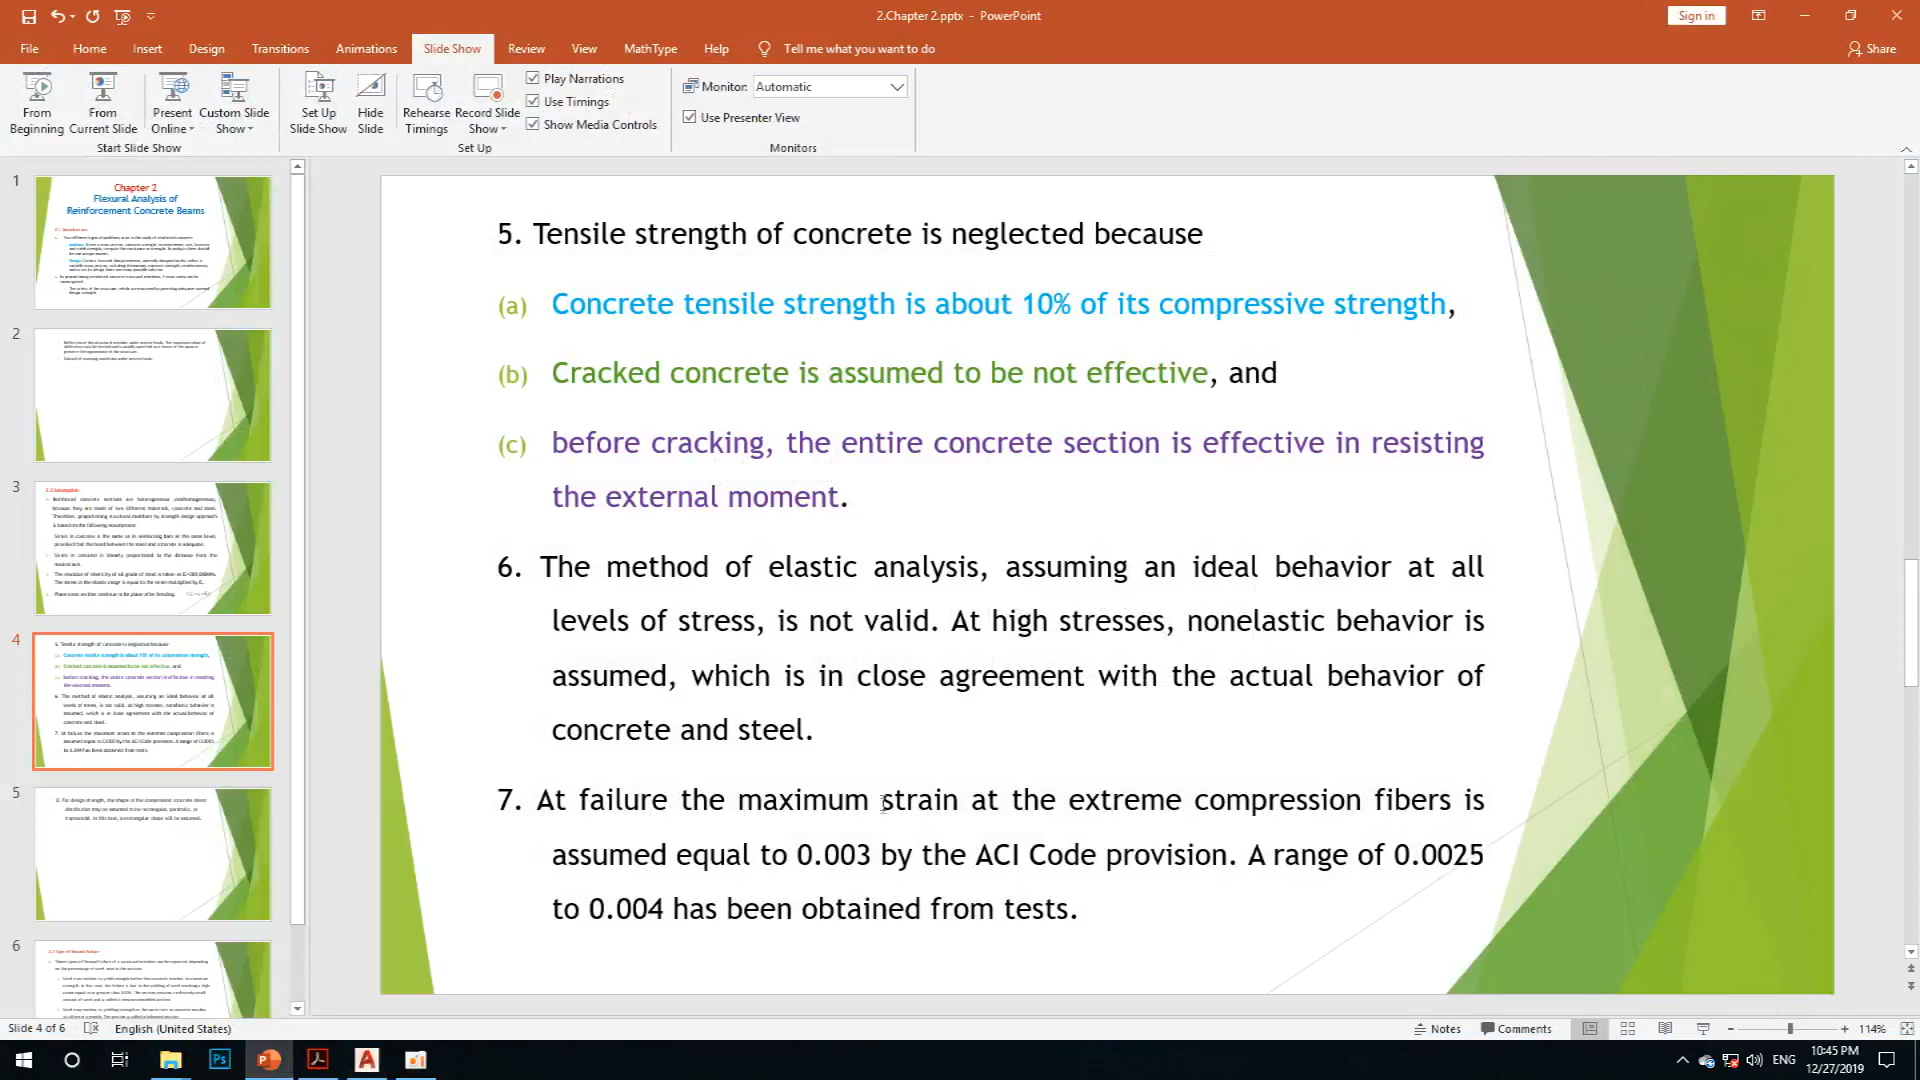 2.Chapter 2.pptx - PowerPoint
Sign in
File Home Insert Design Transitions Animations Slide Show Review View MathType Help Tell me what you want to do Share
From Beginning
From Current Slide
Present Online
Custom Slide Show
Start Slide Show
Set Up Slide Show
Hide Slide
Rehearse Timings
Record Slide Show
Play Narrations
Use Timings
Show Media Controls
Set Up
Monitor: Automatic
Use Presenter View
Monitors
1
Chapter 2
Flexural Analysis of
Reinforcement Concrete Beams
2
3
4
5
6
5. Tensile strength of concrete is neglected because
(a) Concrete tensile strength is about 10% of its compressive strength,
(b) Cracked concrete is assumed to be not effective, and
(c) before cracking, the entire concrete section is effective in resisting
the external moment.
6. The method of elastic analysis, assuming an ideal behavior at all
levels of stress, is not valid. At high stresses, nonelastic behavior is
assumed, which is in close agreement with the actual behavior of
concrete and steel.
7. At failure the maximum strain at the extreme compression fibers is
assumed equal to 0.003 by the ACI Code provision. A range of 0.0025
to 0.004 has been obtained from tests.
Slide 4 of 6 English (United States) Notes Comments 114%
Ps P A ENG 10:45 PM
12/27/2019